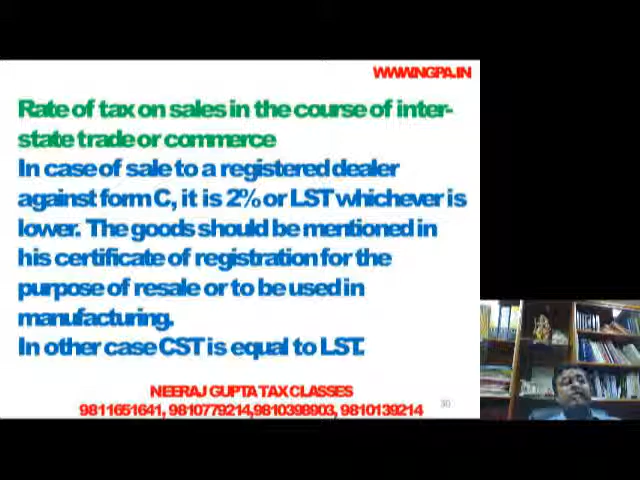 WWW.NGPA.IN
Rate of tax on sales in the course of inter-
state trade or commerce
In case of sale to a registered dealer
against form C, it is 2% or LST whichever is
lower. The goods should be mentioned in
his certificate of registration for the
purpose of resale or to be used in
manufacturing.
In other case CST is equal to LST.
NEERAJ GUPTA TAX CLASSES
9811651641, 9810779214,9810398903, 9810139214
30